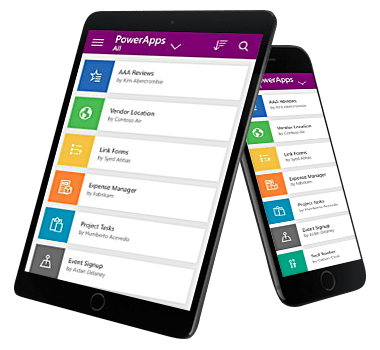 PowerApps
All
AAA Reviews
by Kim Abercrombie
Vendor Location
by Contoso Air
Link Forms
by Syed Abbas
Expense Manager
by Fabrikam
Project Tasks
by Humberto Acevedo
Event Signup
by Aidan Delaney
PowerApps
AAA Reviews
by Kim Abercrombie
Vendor Location
by Contoso Air
Link Forms
by Syed Abbas
Expense Manager
by Fabrikam
Project Tasks
by Humberto Acevedo
Event Signup
by Aidan Delaney